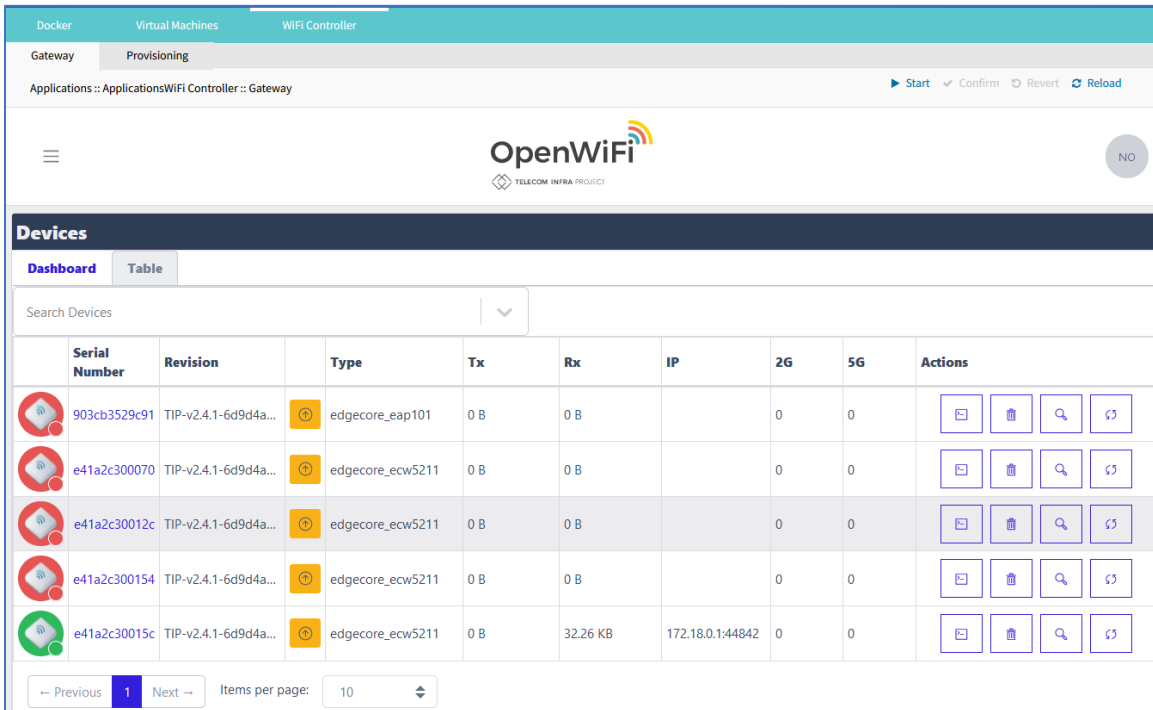 Docker Virtual Machines WiFi Controller
Gateway Provisioning
Applications :: ApplicationsWiFi Controller :: Gateway Start Confirm Revert Reload
OpenWiFi
TELECOM INFRA PROJECT
NO
Devices
Dashboard Table
Search Devices
Serial Number Revision Type Tx Rx IP 2G 5G Actions
903cb3529c91 TIP-v2.4.1-6d9d4a... edgecore_eap101 0 B 0 B 0 0
e41a2c300070 TIP-v2.4.1-6d9d4a... edgecore_ecw5211 0 B 0 B 0 0
e41a2c30012c TIP-v2.4.1-6d9d4a... edgecore_ecw5211 0 B 0 B 0 0
e41a2c300154 TIP-v2.4.1-6d9d4a... edgecore_ecw5211 0 B 0 B 0 0
e41a2c30015c TIP-v2.4.1-6d9d4a... edgecore_ecw5211 0 B 32.26 KB 172.18.0.1:44842 0 0
← Previous 1 Next → Items per page: 10